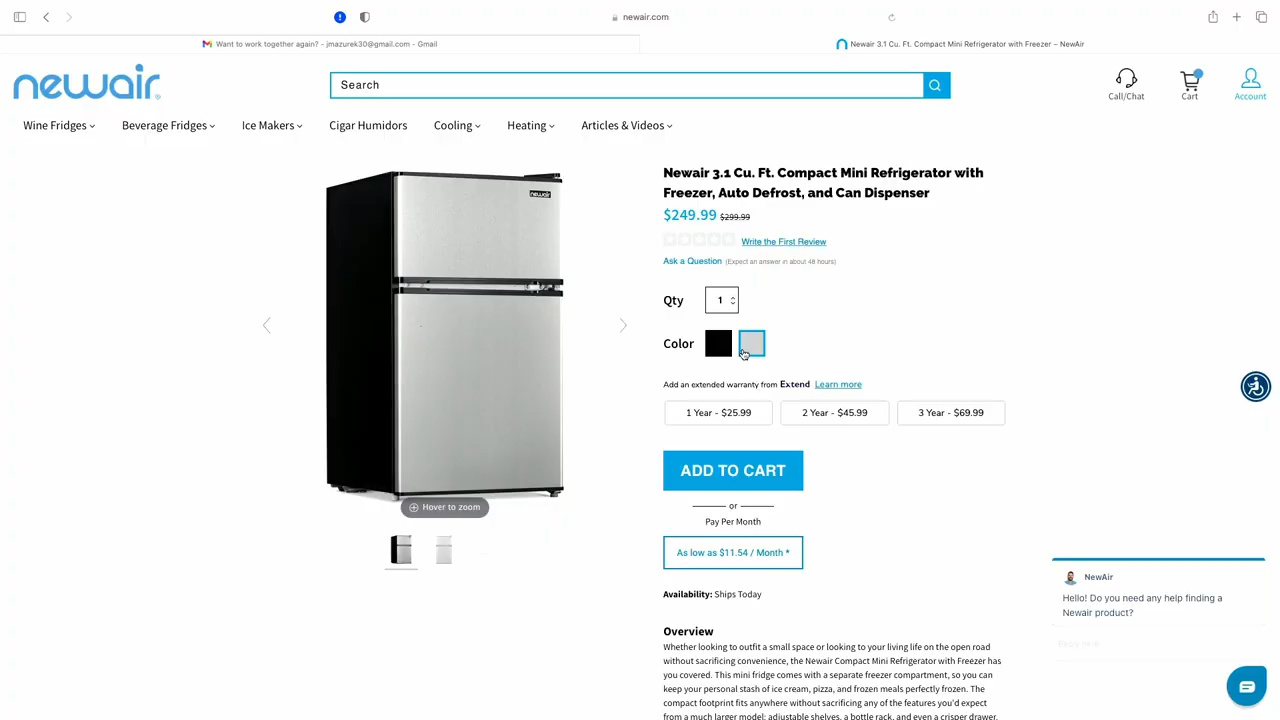 newair.com
Want to work together again? - jmazurek30@gmail.com - Gmail
Newair 3.1 Cu. Ft. Compact Mini Refrigerator with Freezer – NewAir
newair
Search
Call/Chat
Cart
Account
Wine Fridges
Beverage Fridges
Ice Makers
Cigar Humidors
Cooling
Heating
Articles & Videos
newair
Hover to zoom
Newair 3.1 Cu. Ft. Compact Mini Refrigerator with
Freezer, Auto Defrost, and Can Dispenser
$249.99 $299.99
Write the First Review
Ask a Question (Expect an answer in about 48 hours)
Qty 1
Color
Add an extended warranty from Extend Learn more
1 Year - $25.99 2 Year - $45.99 3 Year - $69.99
ADD TO CART
or
Pay Per Month
As low as $11.54 / Month *
Availability: Ships Today
Overview
Whether looking to outfit a small space or looking to your living life on the open road
without sacrificing convenience, the Newair Compact Mini Refrigerator with Freezer has
you covered. This mini fridge comes with a separate freezer compartment, so you can
keep your personal stash of ice cream, pizza, and frozen meals perfectly frozen. The
compact footprint fits anywhere without sacrificing any of the features you'd expect
from a much larger model: adjustable shelves, a bottle rack, and even a crisper drawer.
NewAir
Hello! Do you need any help finding a
Newair product?